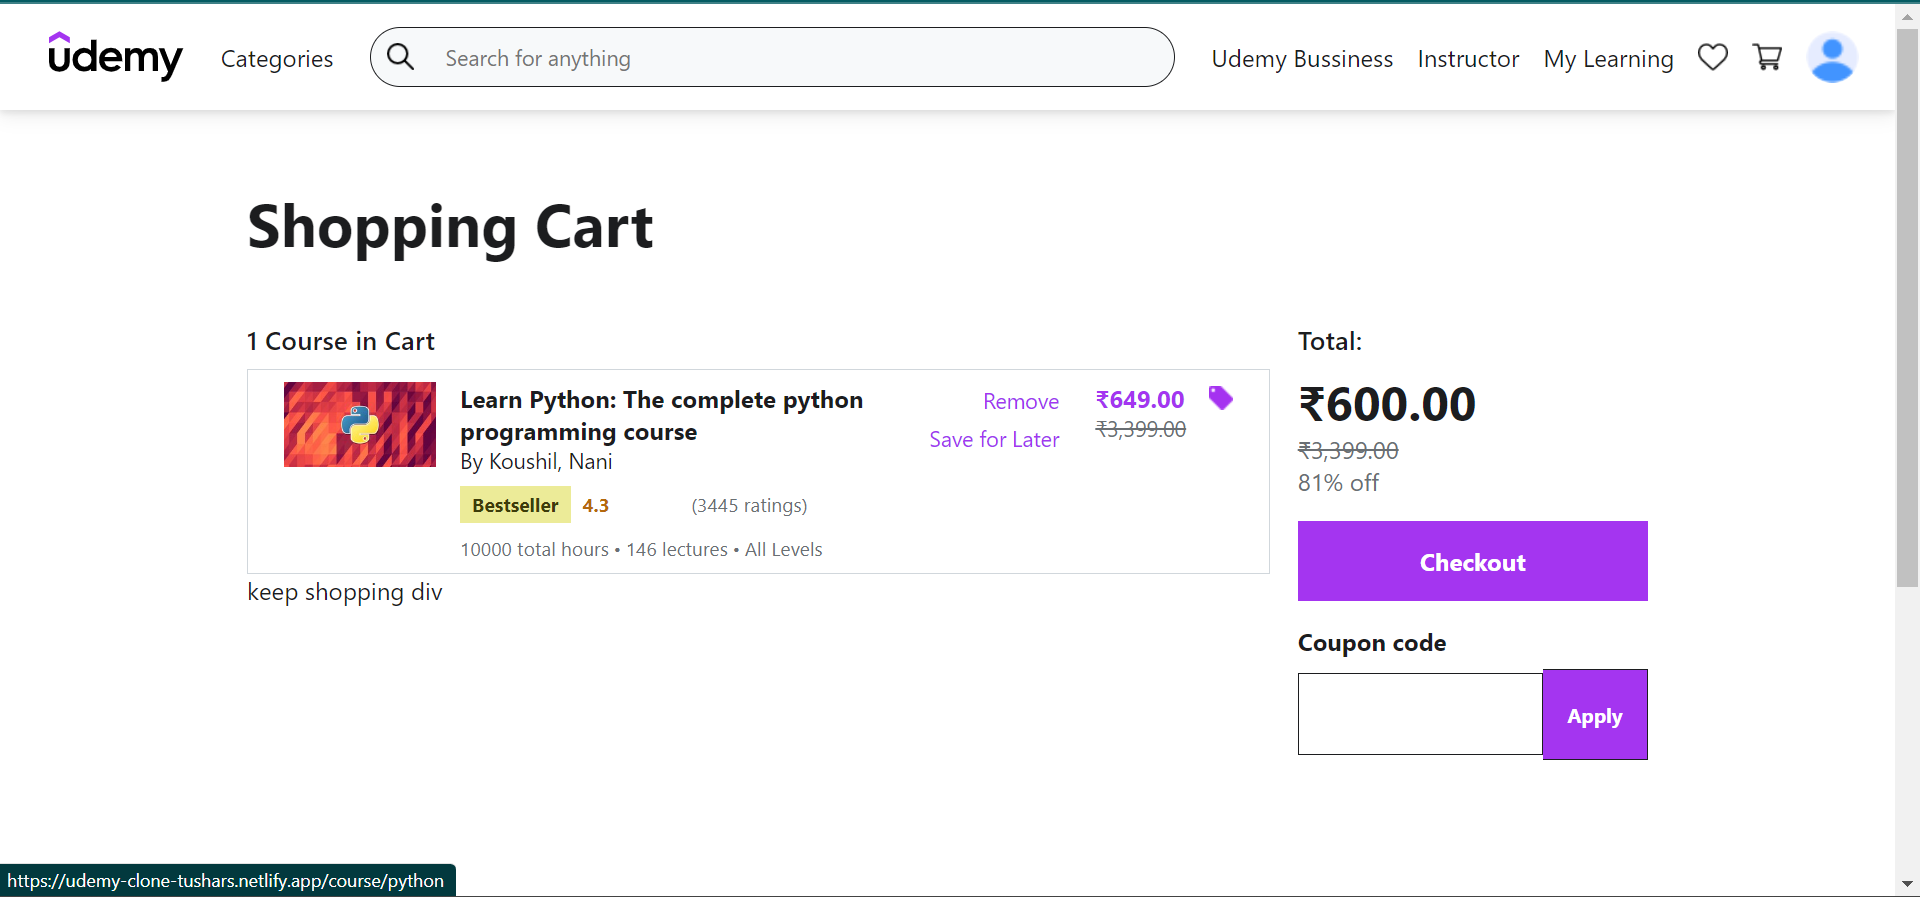 udemy
Categories
Search for anything
Udemy Bussiness
Instructor
My Learning
Shopping Cart
1 Course in Cart
Learn Python: The complete python
programming course
By Koushil, Nani
Bestseller 4.3 (3445 ratings)
10000 total hours • 146 lectures • All Levels
Remove
Save for Later
₹649.00
₹3,399.00
keep shopping div
Total:
₹600.00
₹3,399.00
81% off
Checkout
Coupon code
Apply
https://udemy-clone-tushars.netlify.app/course/python